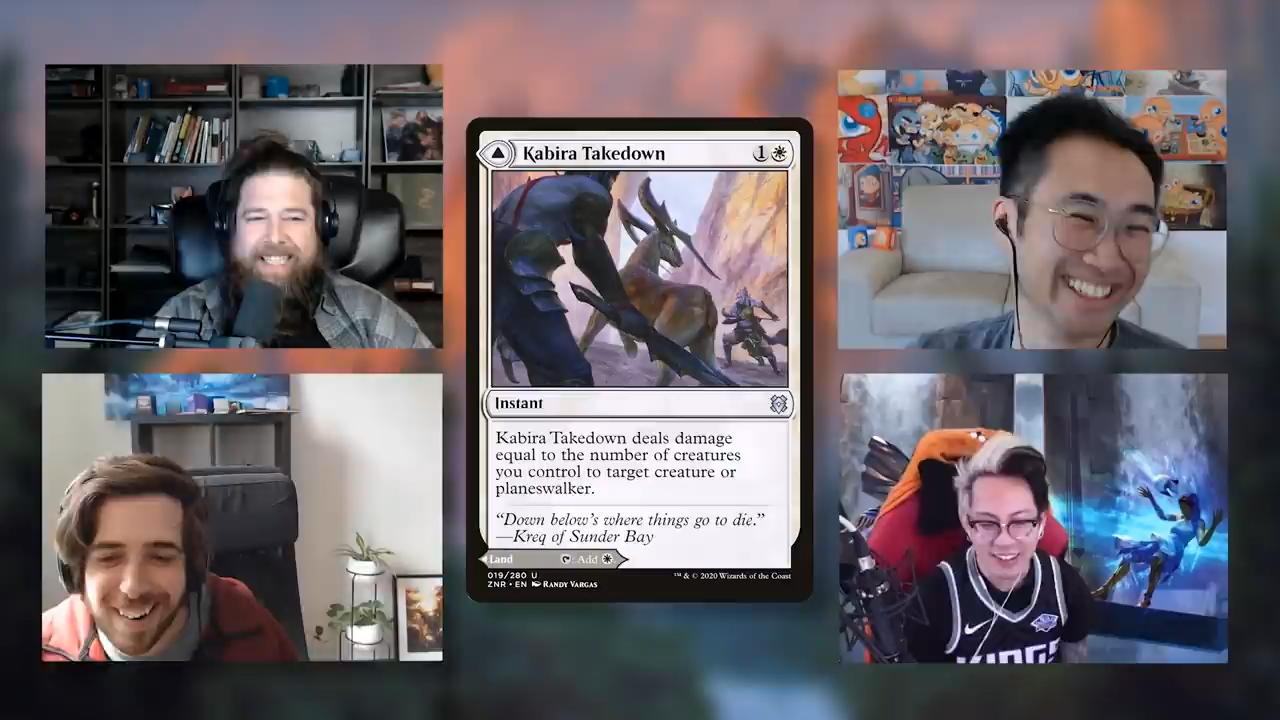 Kabira Takedown 1
Instant
Kabira Takedown deals damage
equal to the number of creatures
you control to target creature or
planeswalker.
“Down below’s where things go to die.”
—Kreq of Sunder Bay
Land : Add
019/280 U
ZNR • EN RANDY VARGAS
™ & © 2020 Wizards of the Coast
KINGS